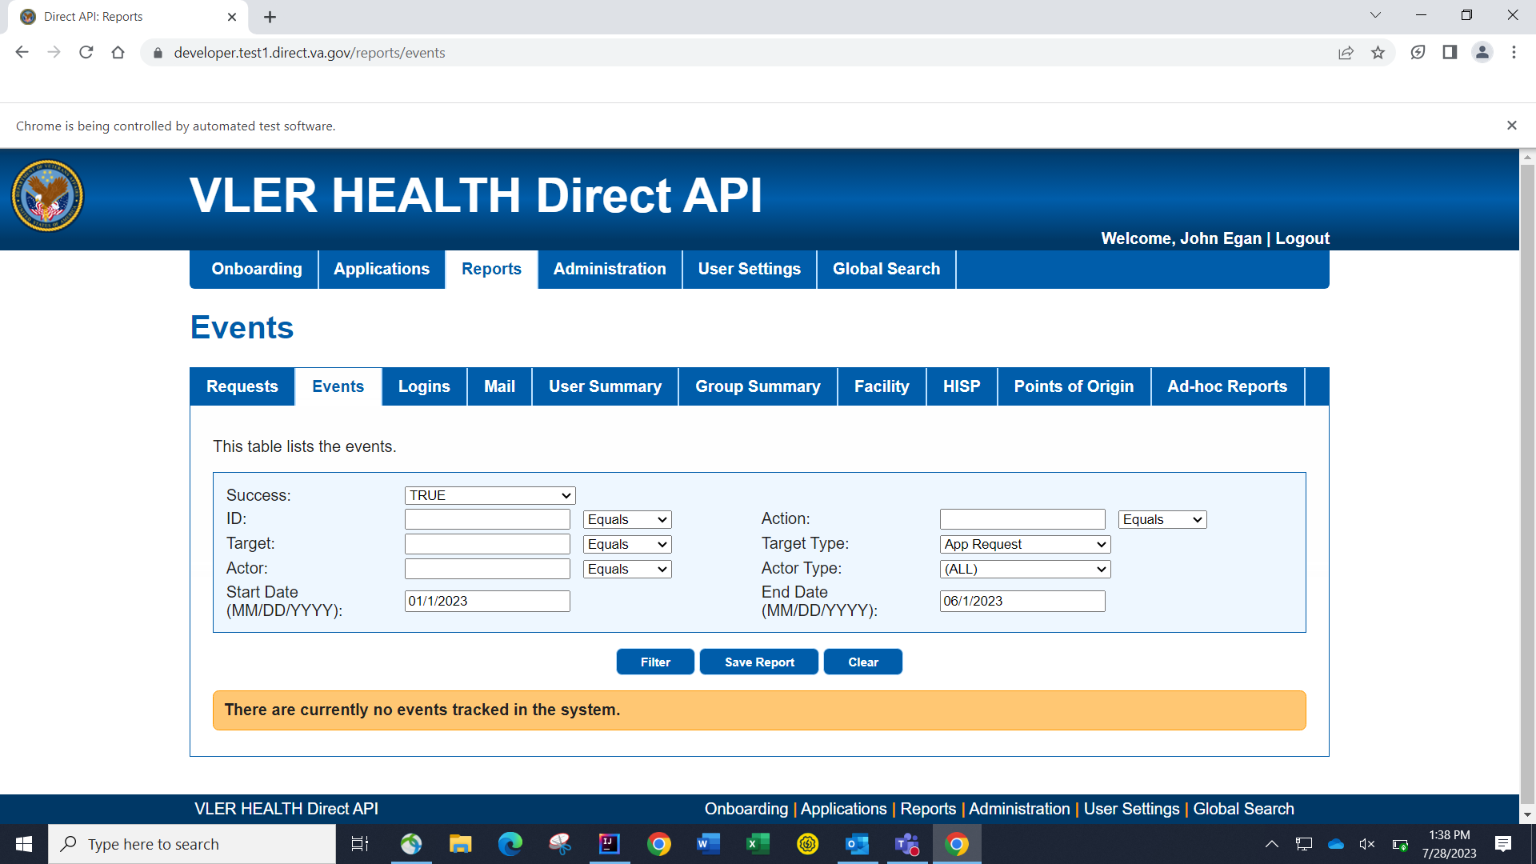 Direct API: Reports
developer.test1.direct.va.gov/reports/events
Chrome is being controlled by automated test software.
VLER HEALTH Direct API
Welcome, John Egan | Logout
Onboarding Applications Reports Administration User Settings Global Search
Events
Requests Events Logins Mail User Summary Group Summary Facility HISP Points of Origin Ad-hoc Reports
This table lists the events.
Success: TRUE
ID: Equals Action: Equals
Target: Equals Target Type: App Request
Actor: Equals Actor Type: (ALL)
Start Date (MM/DD/YYYY): 01/1/2023 End Date (MM/DD/YYYY): 06/1/2023
Filter Save Report Clear
There are currently no events tracked in the system.
VLER HEALTH Direct API Onboarding | Applications | Reports | Administration | User Settings | Global Search
Type here to search
1:38 PM
7/28/2023